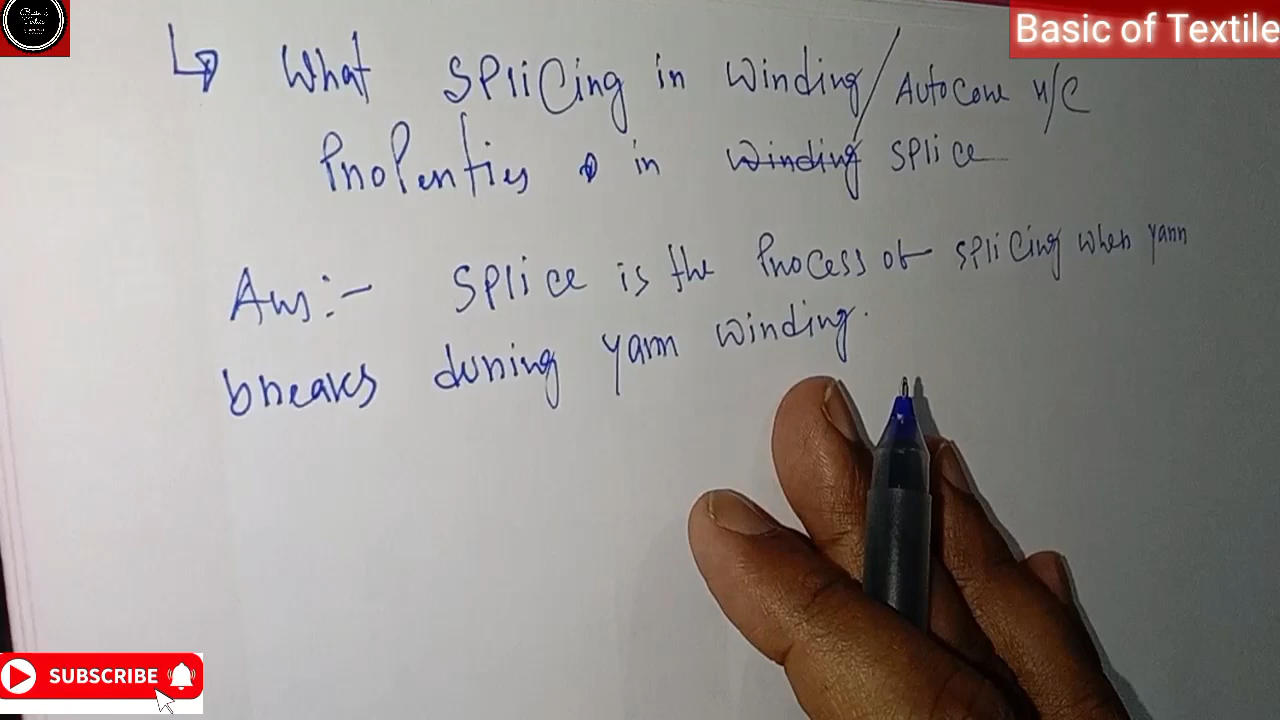 Basic of Textile
What splicing in winding/ Autocone M/C
Properties in winding splice
Ans:- Splice is the process of splicing when yarn
breaks during yarn winding.
SUBSCRIBE